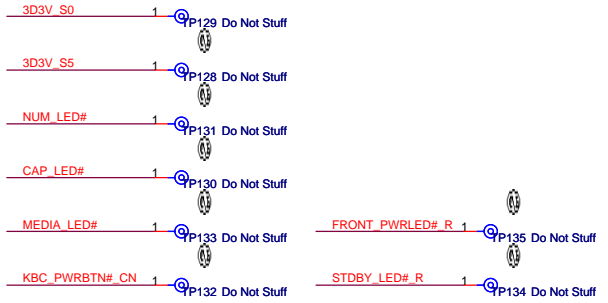 3D3V_S0 1 TP129 Do Not Stuff
3D3V_S5 1 TP128 Do Not Stuff
NUM_LED# 1 TP131 Do Not Stuff
CAP_LED# 1 TP130 Do Not Stuff
MEDIA_LED# 1 TP133 Do Not Stuff
FRONT_PWRLED#_R 1 TP135 Do Not Stuff
KBC_PWRBTN#_CN 1 TP132 Do Not Stuff
STDBY_LED#_R 1 TP134 Do Not Stuff